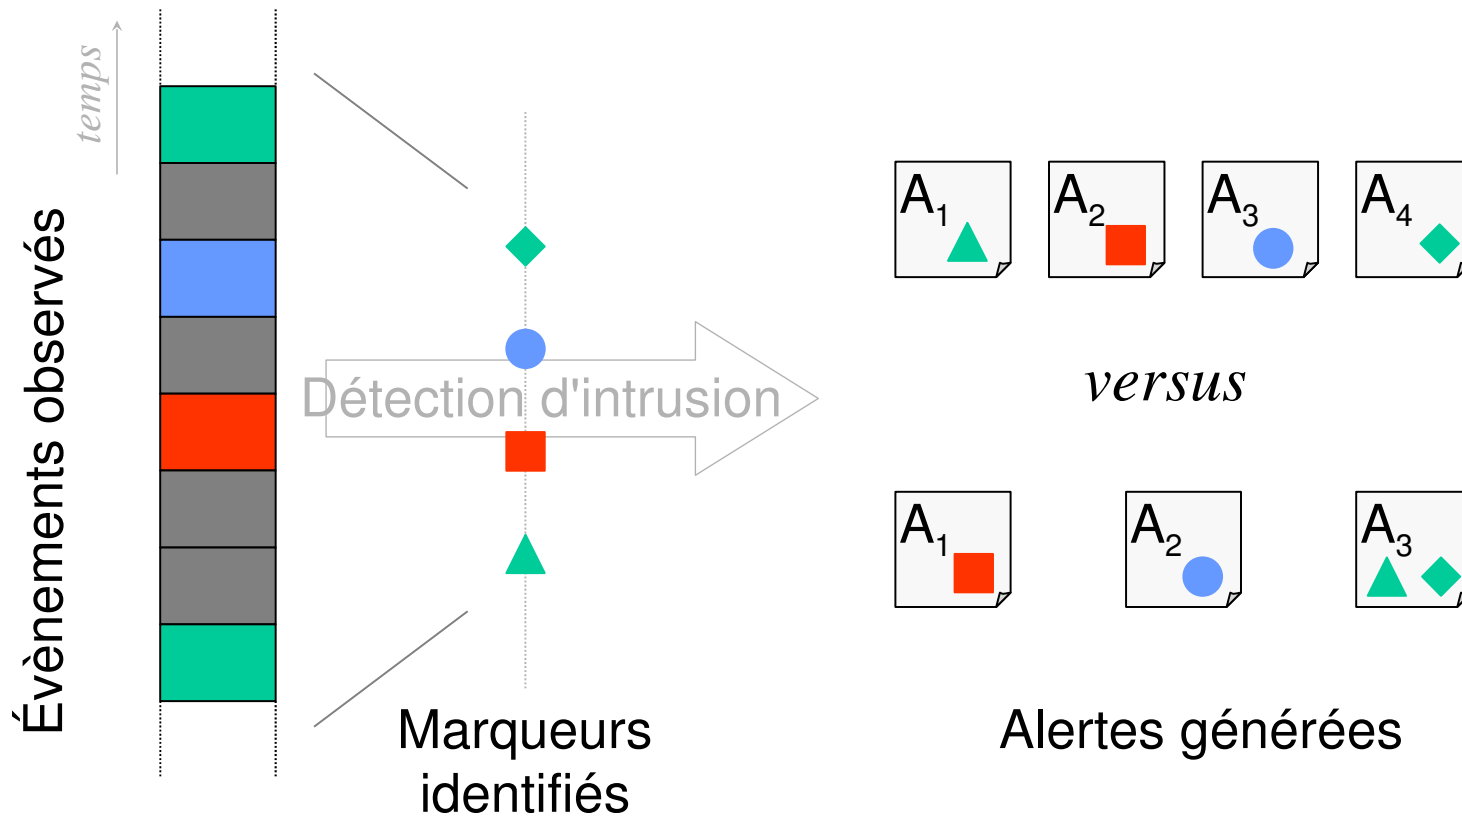 temps
Évènements observés
Détection d'intrusion
Marqueurs
identifiés
A1
A2
A3
A4
versus
A1
A2
A3
Alertes générées